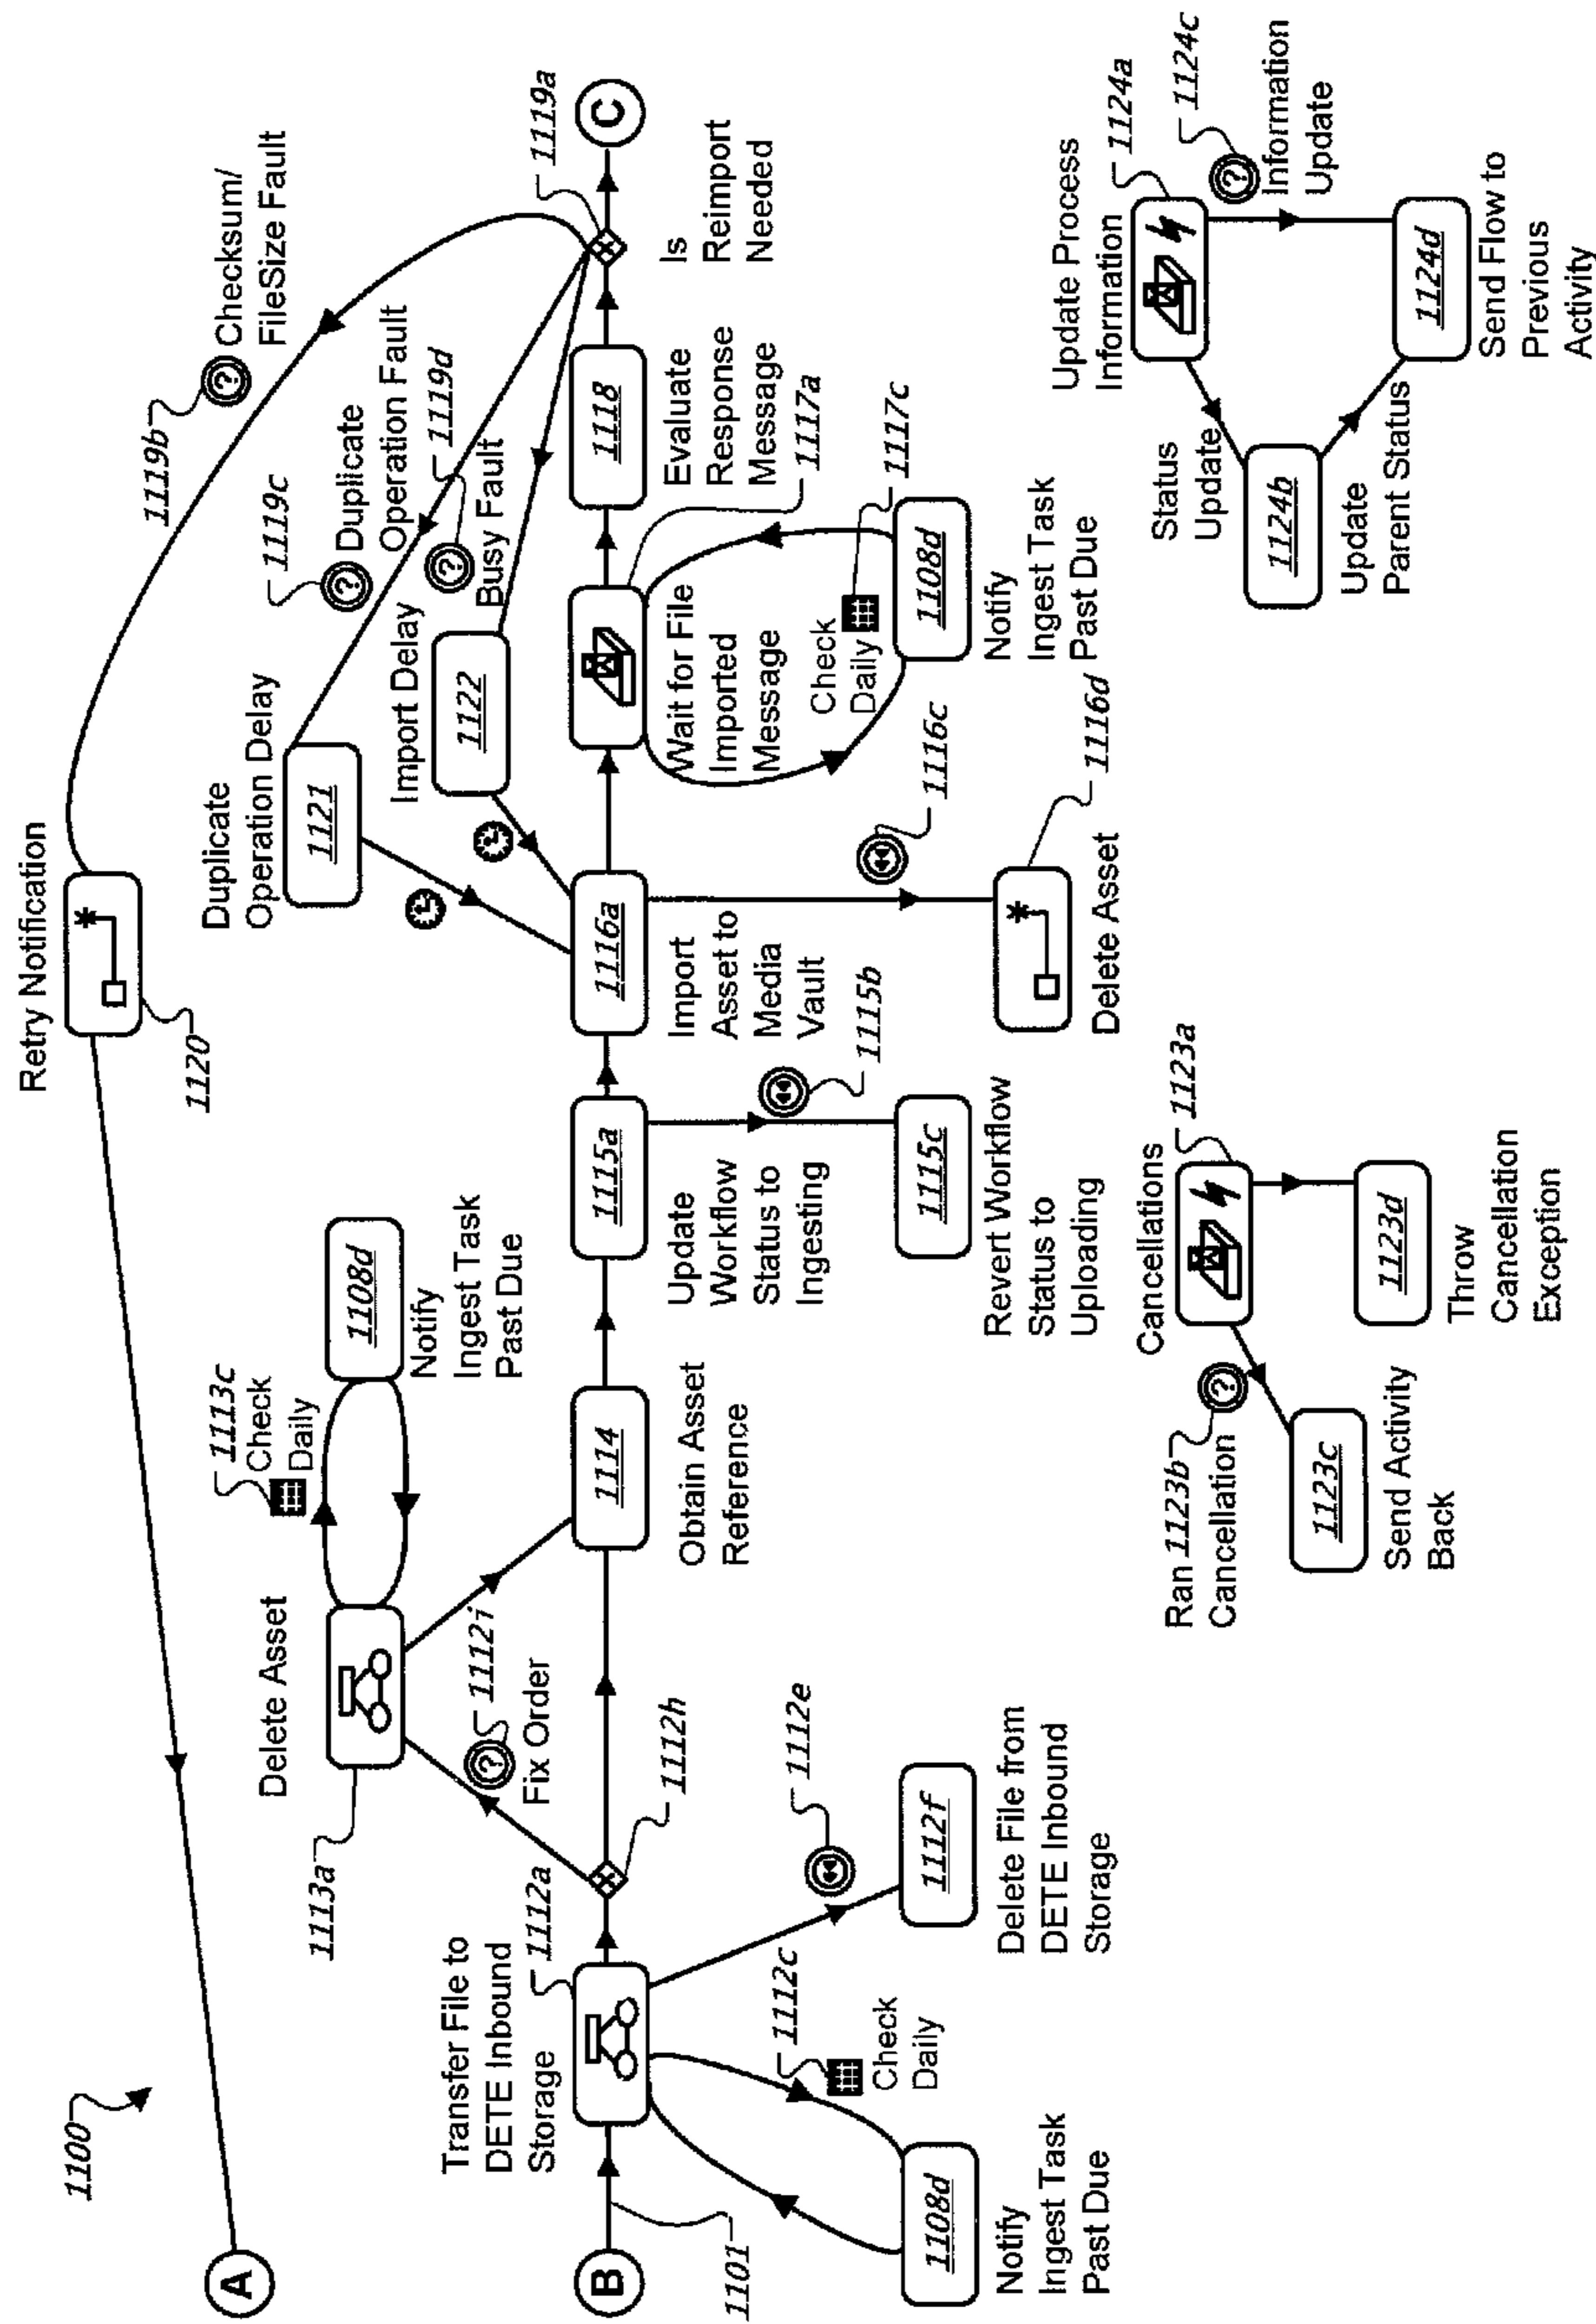 1100
A
Retry Notification
1120
1119b
Checksum/
FileSize Fault
Delete Asset
1113a
1113c
Check
Daily
1108d
Notify
Ingest Task
Past Due
Duplicate
Operation Delay
1121
1119c
Duplicate
Operation Fault
Import Delay
1122
1119d
Busy Fault
1112i
Fix Order
B
1101
Transfer File to
DETE Inbound
Storage
1112a
1112h
1114
Obtain Asset
Reference
1115a
Update
Workflow
Status to
Ingesting
1116a
Import
Asset to
Media
Vault
Wait for File
Imported
Message
1117a
1118
Evaluate
Response
Message
1119a
Is
Reimport
Needed
C
1108d
Notify
Ingest Task
Past Due
1112c
Check
Daily
1112e
1112f
Delete File from
DETE Inbound
Storage
1115b
1115c
Revert Workflow
Status to
Uploading
1116c
1116d
Delete Asset
Check
Daily
1117c
1108d
Notify
Ingest Task
Past Due
Cancellations
1123a
Ran 1123b
Cancellation
1123c
Send Activity
Back
1123d
Throw
Cancellation
Exception
Update Process
Information
1124a
Status
Update
1124b
Update
Parent Status
1124c
Information
Update
1124d
Send Flow to
Previous
Activity